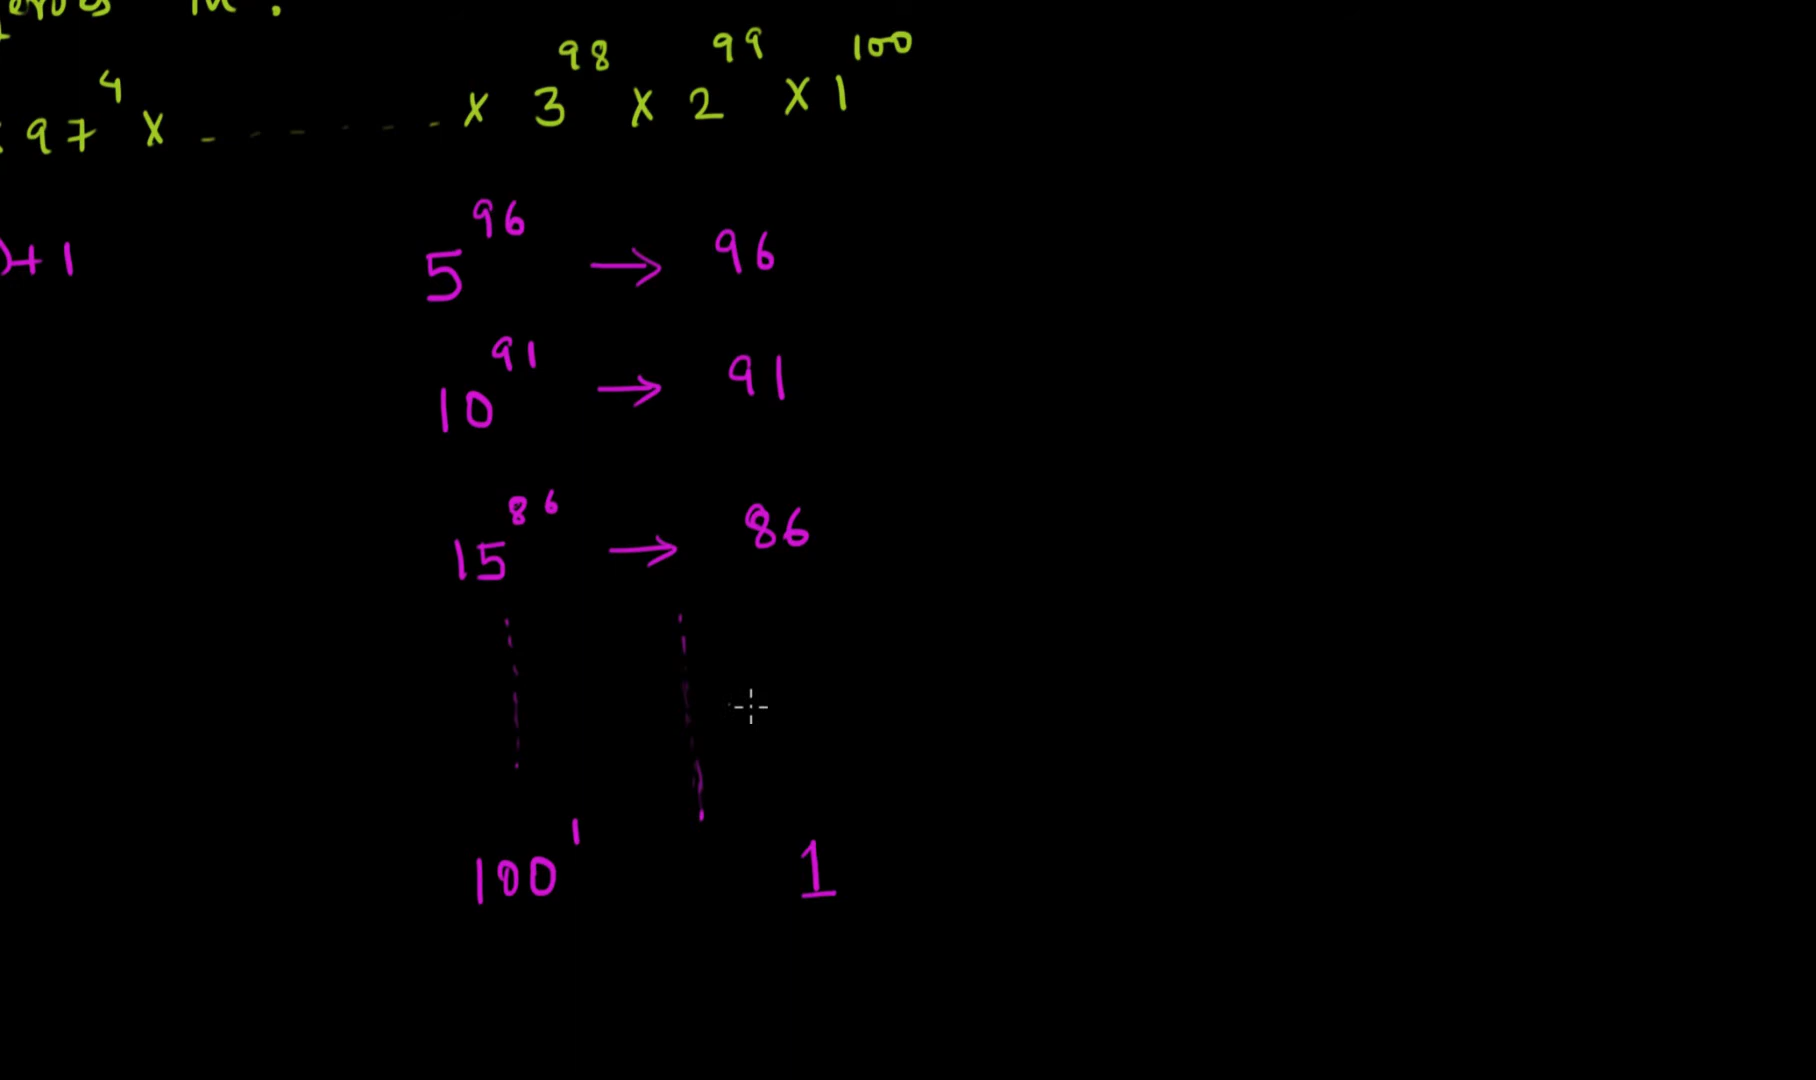 97⁴ × - - - - - - × 3⁹⁸ × 2⁹⁹ × 1¹⁰⁰
)+1
5⁹⁶ → 96
10⁹¹ → 91
15⁸⁶ → 86
100¹ 1